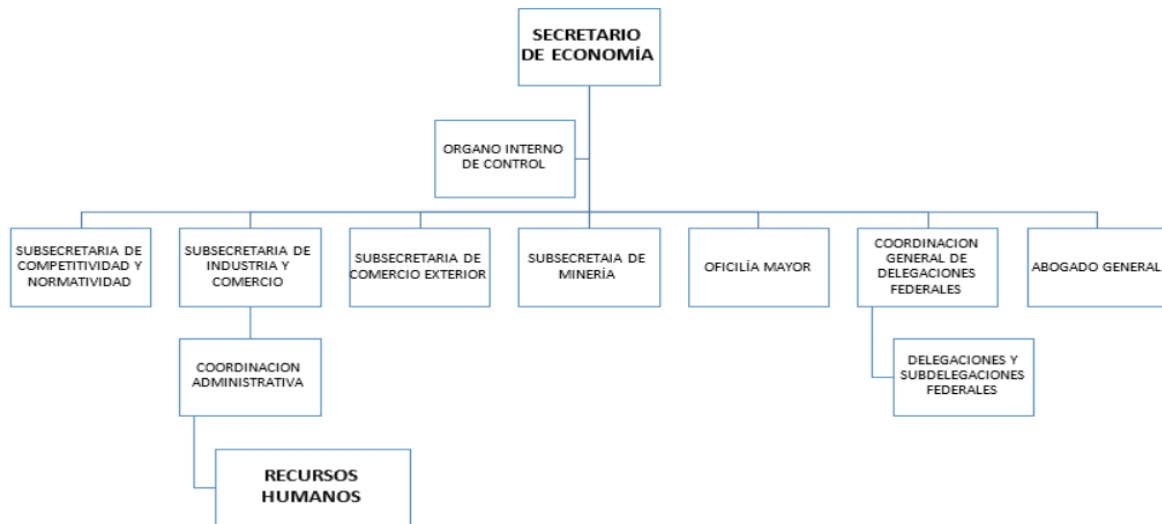 SECRETARIO
DE ECONOMÍA
ORGANO INTERNO
DE CONTROL
SUBSECRETARIA DE
COMPETITIVIDAD Y
NORMATIVIDAD
SUBSECRETARIA DE
INDUSTRIA Y
COMERCIO
SUBSECRETARIA DE
COMERCIO EXTERIOR
SUBSECRETAIA DE
MINERÍA
OFICILÍA MAYOR
COORDINACION
GENERAL DE
DELEGACIONES
FEDERALES
ABOGADO GENERAL
COORDINACION
ADMINISTRATIVA
DELEGACIONES Y
SUBDELEGACIONES
FEDERALES
RECURSOS
HUMANOS